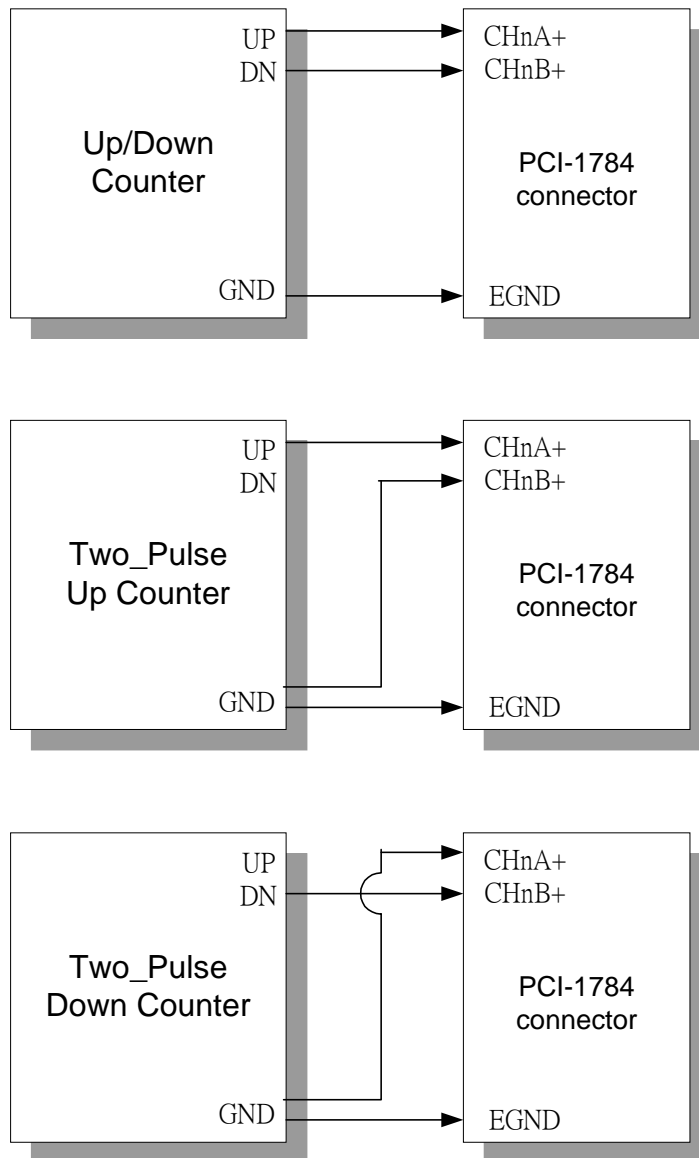 UP
DN
Up/Down
Counter
GND
CHnA+
CHnB+
PCI-1784
connector
EGND
UP
DN
Two_Pulse
Up Counter
GND
CHnA+
CHnB+
PCI-1784
connector
EGND
UP
DN
Two_Pulse
Down Counter
GND
CHnA+
CHnB+
PCI-1784
connector
EGND